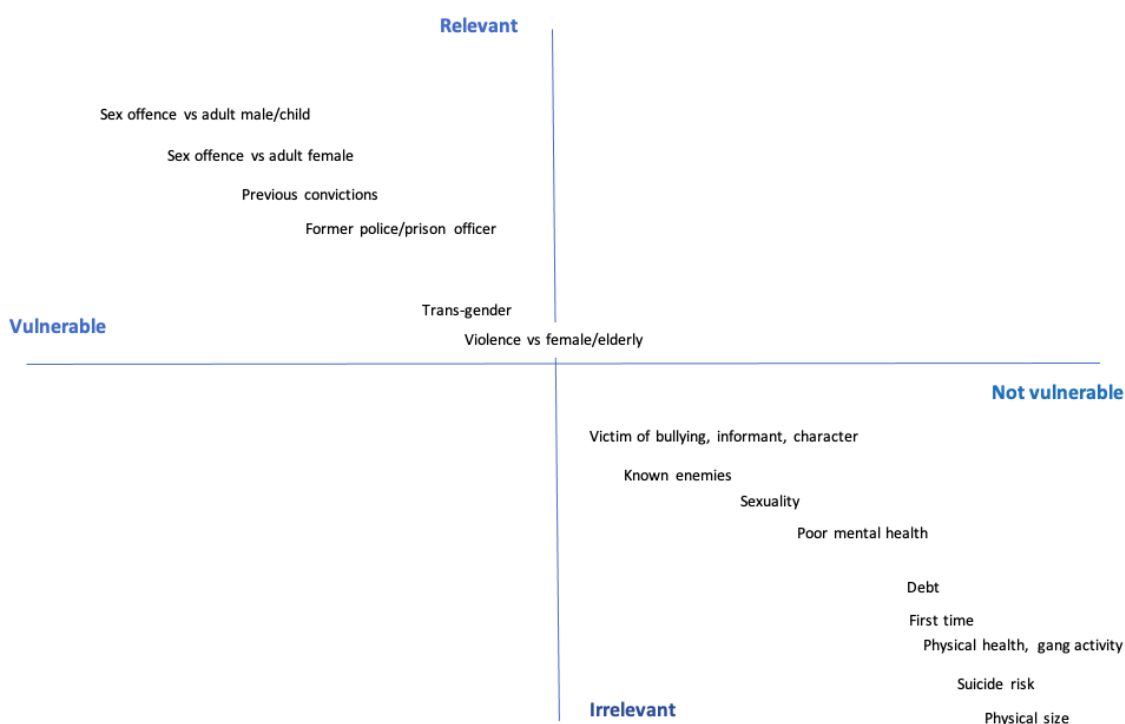 Relevant
Sex offence vs adult male/child
Sex offence vs adult female
Previous convictions
Former police/prison officer
Trans-gender
Vulnerable
Violence vs female/elderly
Not vulnerable
Victim of bullying, informant, character
Known enemies
Sexuality
Poor mental health
Debt
First time
Physical health, gang activity
Suicide risk
Irrelevant
Physical size